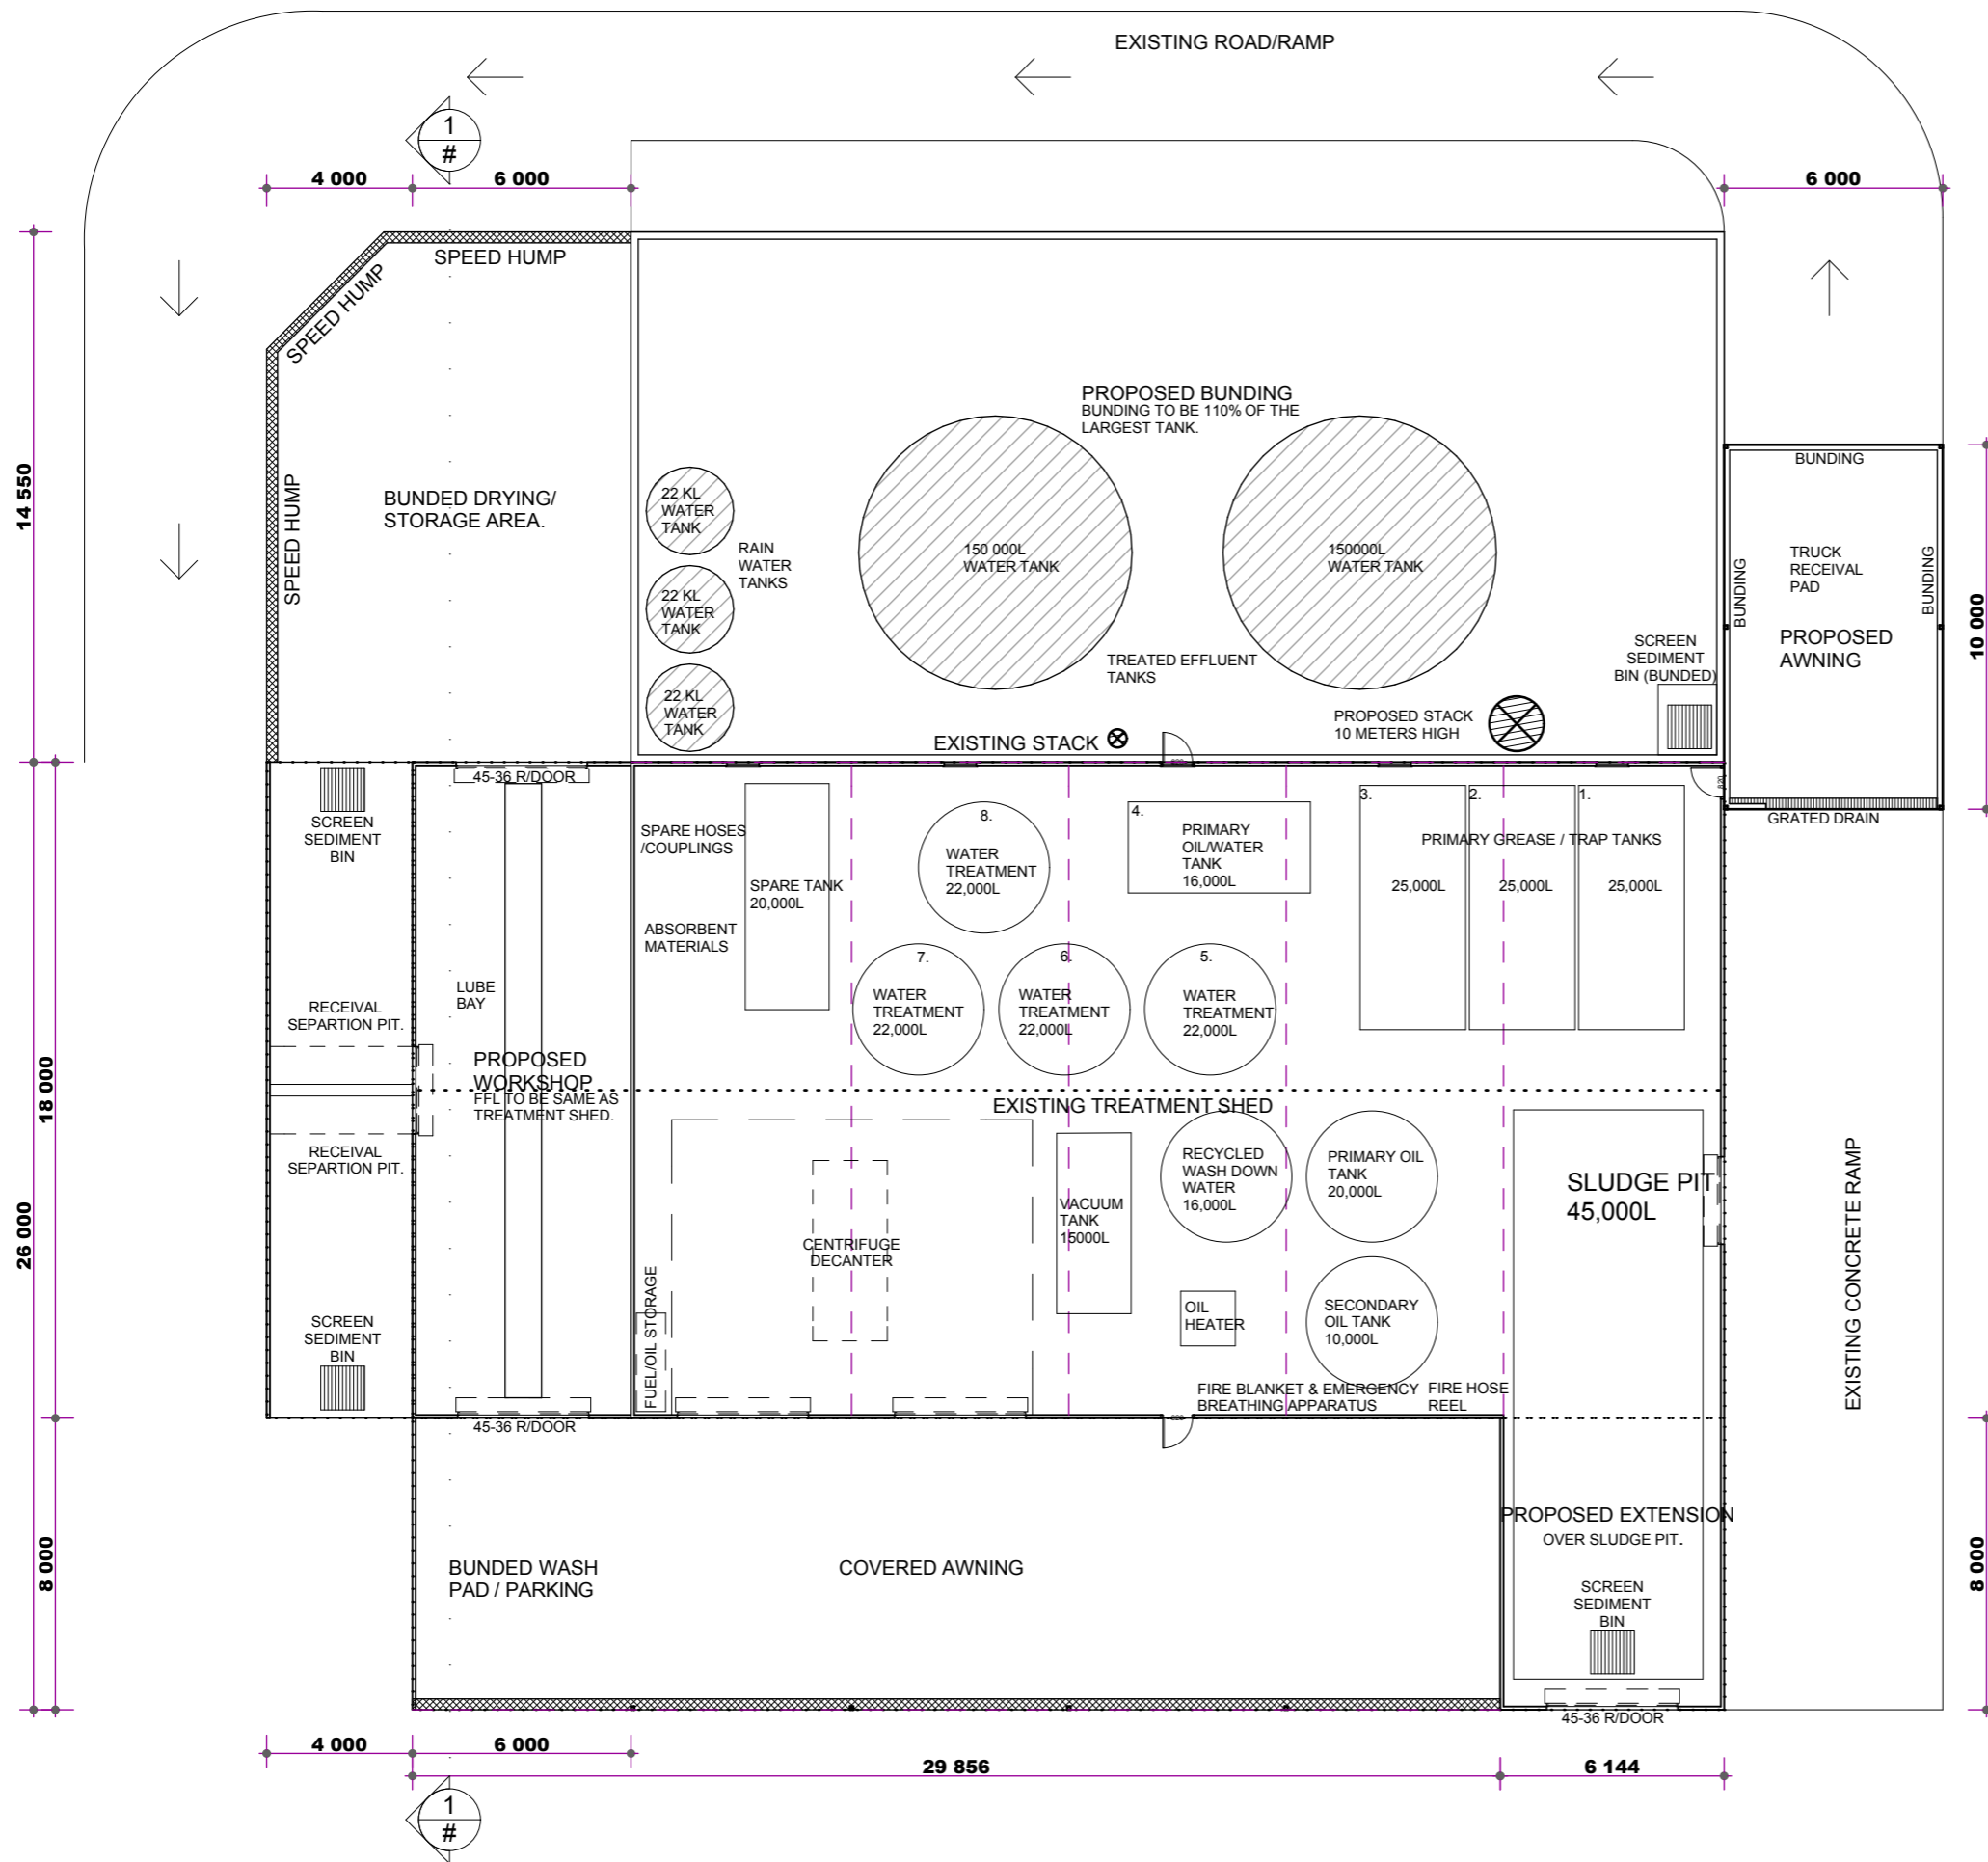 EXISTING ROAD/RAMP
1
#
4 000
6 000
6 000
SPEED HUMP
SPEED HUMP
SPEED HUMP
14 550
BUNDED DRYING/
STORAGE AREA.
PROPOSED BUNDING
BUNDING TO BE 110% OF THE
LARGEST TANK.
22 KL
WATER
TANK
22 KL
WATER
TANK
22 KL
WATER
TANK
RAIN
WATER
TANKS
150 000L
WATER TANK
150000L
WATER TANK
TREATED EFFLUENT
TANKS
EXISTING STACK
PROPOSED STACK
10 METERS HIGH
SCREEN
SEDIMENT
BIN (BUNDED)
BUNDING
BUNDING
BUNDING
TRUCK
RECEIVAL
PAD
PROPOSED
AWNING
10 000
GRATED DRAIN
820
820
45-36 R/DOOR
SCREEN
SEDIMENT
BIN
RECEIVAL
SEPARTION PIT.
RECEIVAL
SEPARTION PIT.
SCREEN
SEDIMENT
BIN
LUBE
BAY
PROPOSED
WORKSHOP
FFL TO BE SAME AS
TREATMENT SHED.
45-36 R/DOOR
SPARE HOSES
/COUPLINGS
ABSORBENT
MATERIALS
SPARE TANK
20,000L
8.
WATER
TREATMENT
22,000L
7.
WATER
TREATMENT
22,000L
6.
WATER
TREATMENT
22,000L
5.
WATER
TREATMENT
22,000L
4.
PRIMARY
OIL/WATER
TANK
16,000L
3.
2.
1.
PRIMARY GREASE / TRAP TANKS
25,000L
25,000L
25,000L
EXISTING TREATMENT SHED
CENTRIFUGE
DECANTER
FUEL/OIL STORAGE
VACUUM
TANK
15000L
RECYCLED
WASH DOWN
WATER
16,000L
PRIMARY OIL
TANK
20,000L
OIL
HEATER
SECONDARY
OIL TANK
10,000L
FIRE BLANKET & EMERGENCY
BREATHING APPARATUS
FIRE HOSE
REEL
820
SLUDGE PIT
45,000L
EXISTING CONCRETE RAMP
18 000
26 000
8 000
8 000
BUNDED WASH
PAD / PARKING
COVERED AWNING
PROPOSED EXTENSION
OVER SLUDGE PIT.
SCREEN
SEDIMENT
BIN
45-36 R/DOOR
4 000
6 000
29 856
6 144
1
#